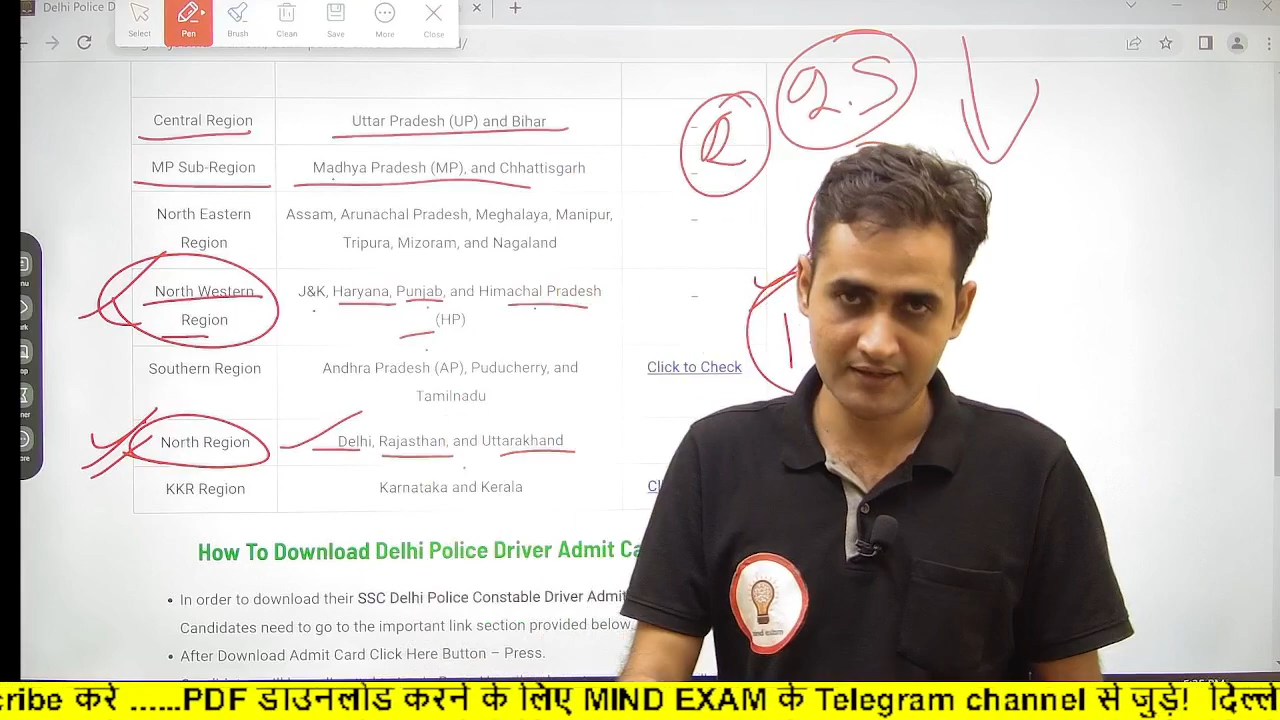 Delhi Police D
Select Pen Brush Clean Save More Close
Central Region Uttar Pradesh (UP) and Bihar –
MP Sub-Region Madhya Pradesh (MP), and Chhattisgarh –
North Eastern Region Assam, Arunachal Pradesh, Meghalaya, Manipur, Tripura, Mizoram, and Nagaland –
North Western Region J&K, Haryana, Punjab, and Himachal Pradesh (HP) –
Southern Region Andhra Pradesh (AP), Puducherry, and Tamilnadu Click to Check
North Region Delhi, Rajasthan, and Uttarakhand
KKR Region Karnataka and Kerala Cl
2.5
How To Download Delhi Police Driver Admit Ca
• In order to download their SSC Delhi Police Constable Driver Admit
Candidates need to go to the important link section provided below.
• After Download Admit Card Click Here Button – Press.
mind exam
cribe करे ......PDF डाउनलोड करने के लिए MIND EXAM के Telegram channel से जुड़े! दिल्ले